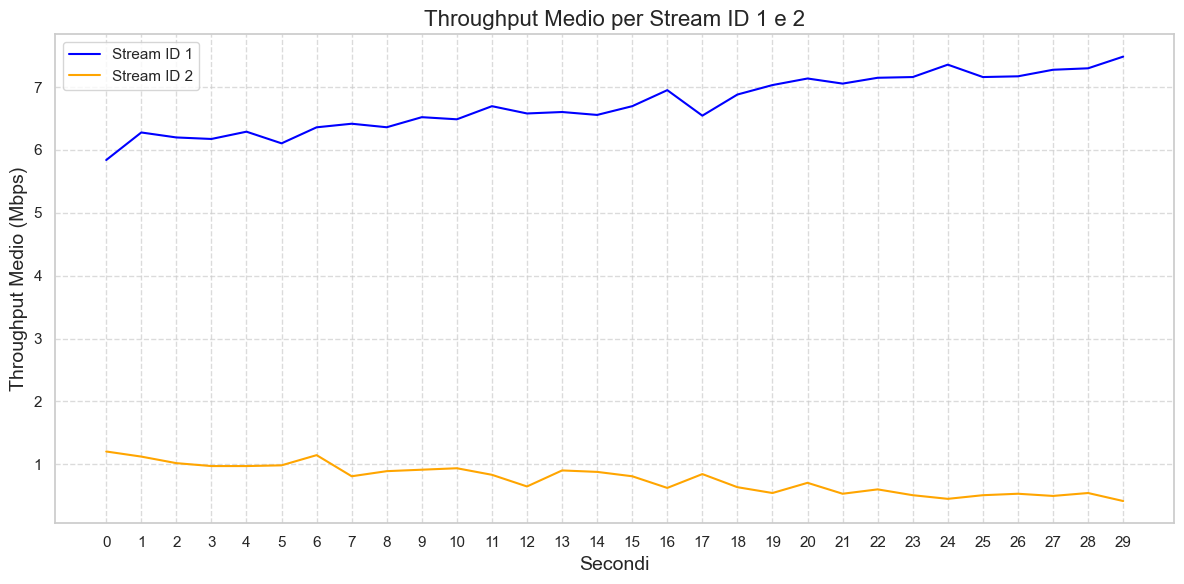 Throughput Medio per Stream ID 1 e 2
Stream ID 1
Stream ID 2
Throughput Medio (Mbps)
7
6
5
4
3
2
1
0 1 2 3 4 5 6 7 8 9 10 11 12 13 14 15 16 17 18 19 20 21 22 23 24 25 26 27 28 29
Secondi